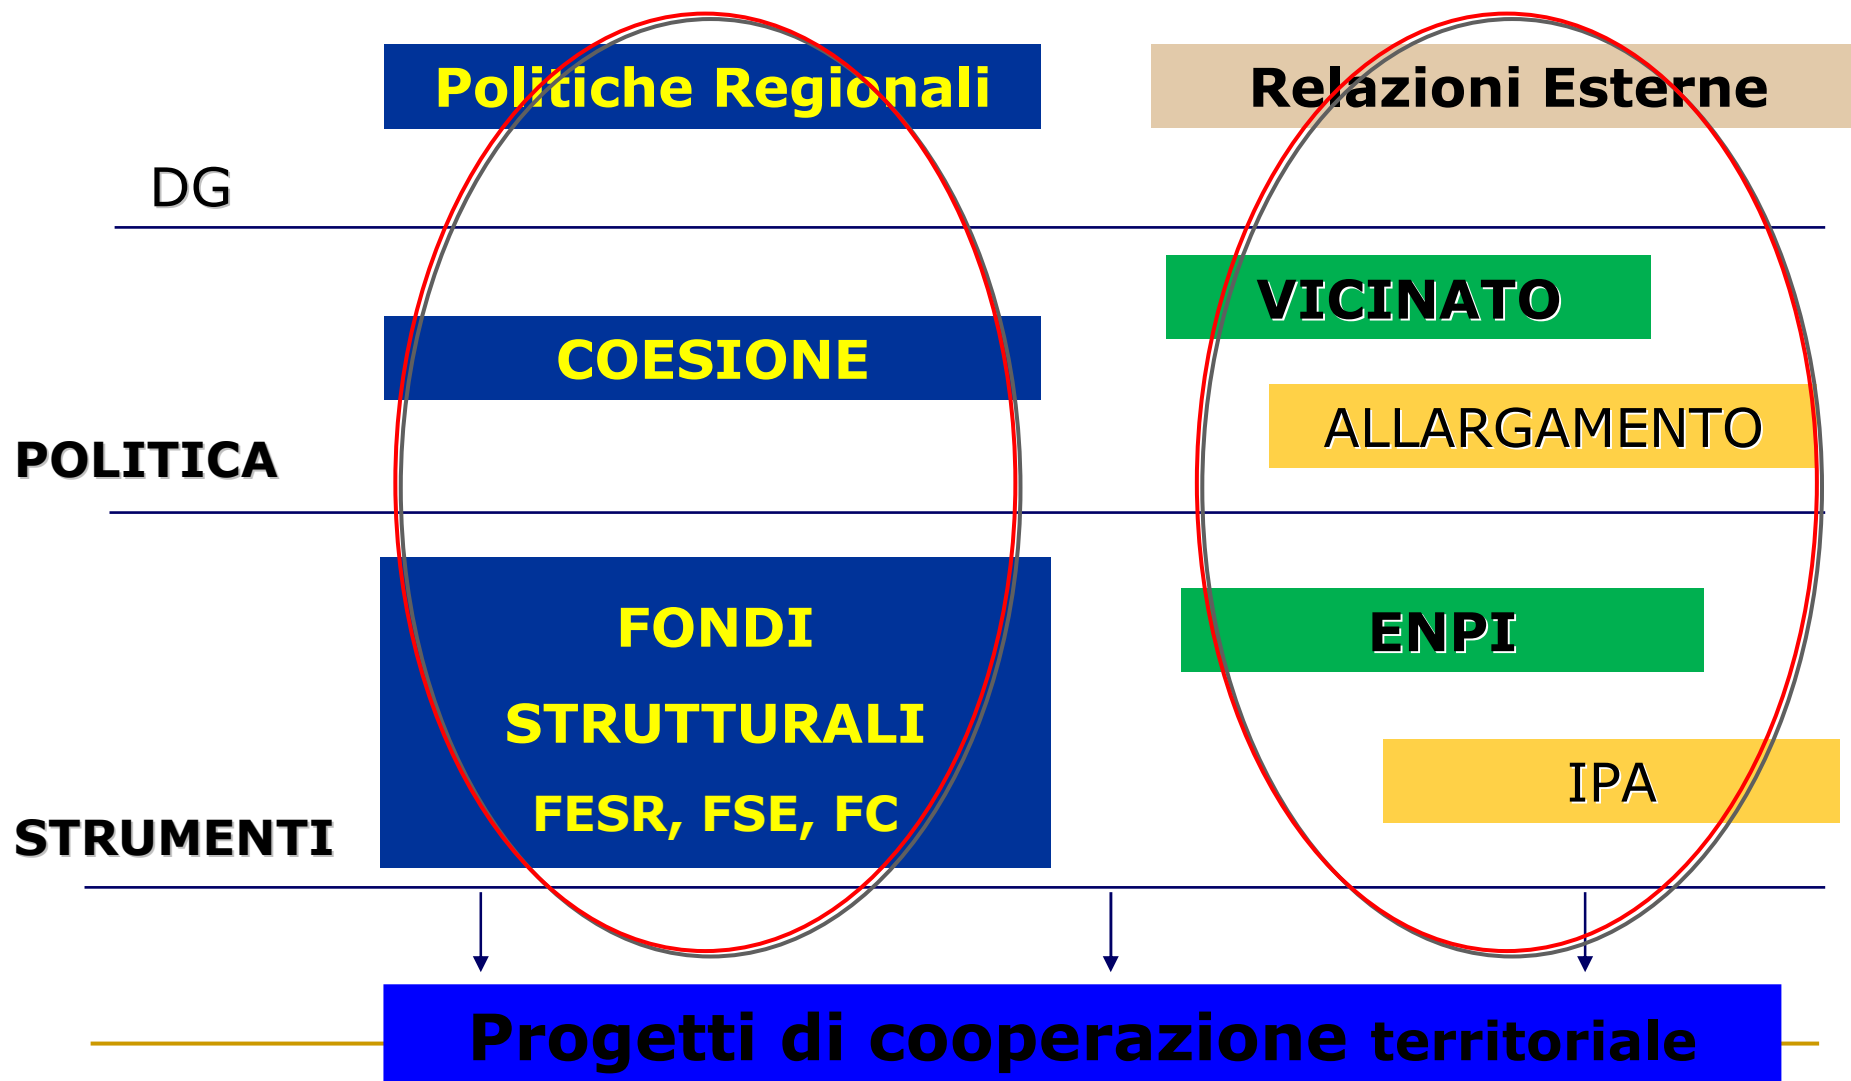 Politiche Regionali
Relazioni Esterne
DG
VICINATO
COESIONE
ALLARGAMENTO
POLITICA
FONDI
STRUTTURALI
FESR, FSE, FC
ENPI
IPA
STRUMENTI
Progetti di cooperazione territoriale